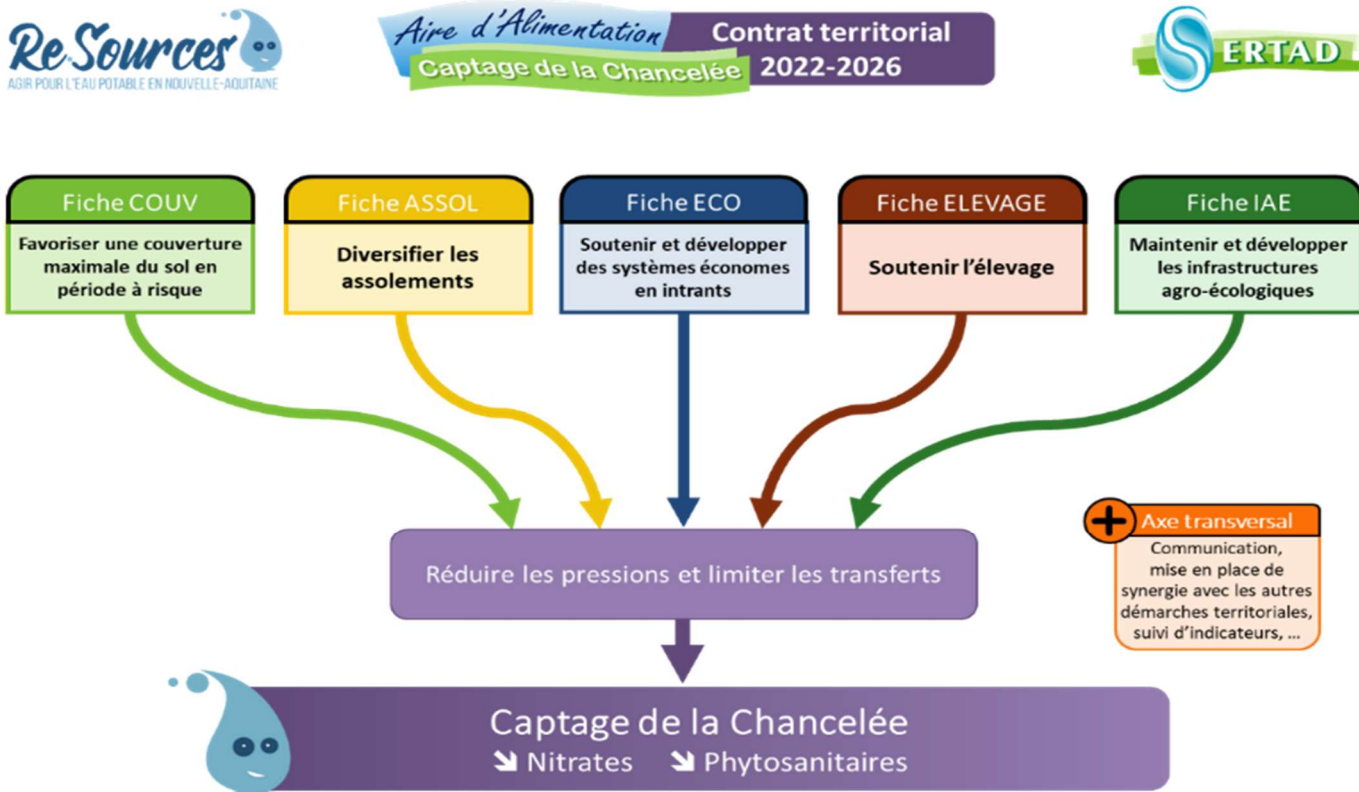 Re.Sources
AGIR POUR L'EAU POTABLE EN NOUVELLE-AQUITAINE
Aire d'Alimentation
Captage de la Chancelée
Contrat territorial
2022-2026
SERTAD
Fiche COUV
Favoriser une couverture
maximale du sol en
période à risque
Fiche ASSOL
Diversifier les
assolements
Fiche ECO
Soutenir et développer
des systèmes économes
en intrants
Fiche ELEVAGE
Soutenir l'élevage
Fiche IAE
Maintenir et développer
les infrastructures
agro-écologiques
Réduire les pressions et limiter les transferts
+ Axe transversal
Communication,
mise en place de
synergie avec les autres
démarches territoriales,
suivi d'indicateurs, ...
Captage de la Chancelée
➘ Nitrates ➘ Phytosanitaires